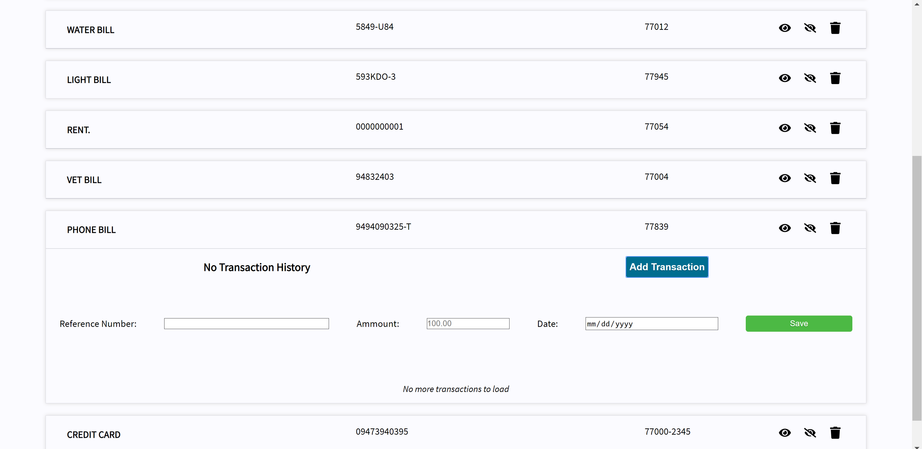 WATER BILL 5849-U84 77012
LIGHT BILL 593KDO-3 77945
RENT. 0000000001 77054
VET BILL 94832403 77004
PHONE BILL 9494090325-T 77839
No Transaction History Add Transaction
Reference Number: Ammount: 100.00 Date: mm/dd/yyyy Save
No more transactions to load
CREDIT CARD 09473940395 77000-2345